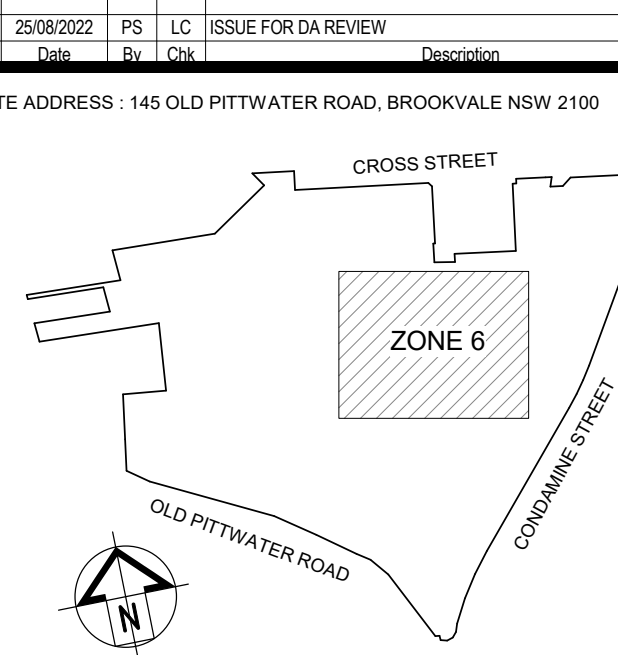 25/08/2022 PS LC ISSUE FOR DA REVIEW
Date By Chk Description
TE ADDRESS : 145 OLD PITTWATER ROAD, BROOKVALE NSW 2100
CROSS STREET
ZONE 6
CONDAMINE STREET
OLD PITTWATER ROAD
N